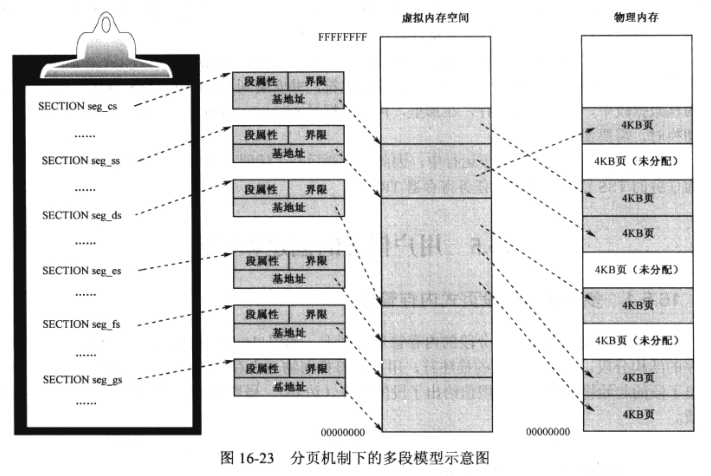 虚拟内存空间
物理内存
FFFFFFFF
SECTION seg_cs
……
SECTION seg_ss
……
SECTION seg_ds
……
SECTION seg_es
……
SECTION seg_fs
……
SECTION seg_gs
……
段属性 界限
基地址
段属性 界限
基地址
段属性 界限
基地址
段属性 界限
基地址
段属性 界限
基地址
段属性 界限
基地址
4KB页
4KB页（未分配）
4KB页
4KB页
4KB页（未分配）
4KB页
4KB页（未分配）
4KB页
4KB页
00000000
00000000
图 16-23 分页机制下的多段模型示意图